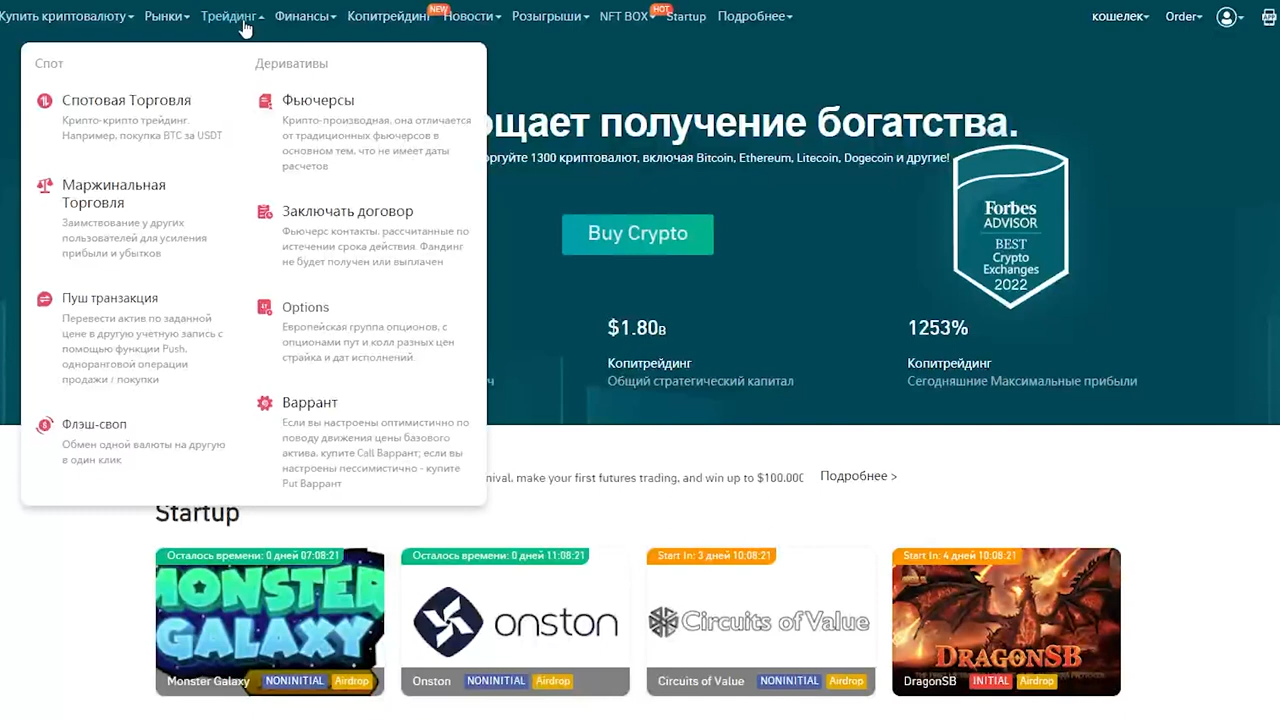 Купить криптовалюту
Рынки
Трейдинг
Финансы
Копитрейдинг
NEW
Новости
Розыгрыши
NFT BOX
HOT
Startup
Подробнее
кошелек
Order
Спот
Спотовая Торговля
Крипто-крипто трейдинг.
Например, покупка BTC за USDT
Маржинальная
Торговля
Заимствование у других
пользователей для усиления
прибыли и убытков
Пуш транзакция
Перевести актив по заданной
цене в другую учетную запись с
помощью функции Push,
одноранговой операции
продажи / покупки
Флэш-своп
Обмен одной валюты на другую
в один клик
Деривативы
Фьючерсы
Крипто-производная, она отличается
от традиционных фьючерсов в
основном тем, что не имеет даты
расчетов
Заключать договор
Фьючерс контакты, рассчитанные по
истечении срока действия. Фандинг
не будет получен или выплачен
Options
Европейская группа опционов, с
опционами пут и колл разных цен
страйка и дат исполнений.
Варрант
Если вы настроены оптимистично по
поводу движения цены базового
актива, купите Call Варрант; если вы
настроены пессимистично - купите
Put Варрант
ощает получение богатства.
оргуйте 1300 криптовалют, включая Bitcoin, Ethereum, Litecoin, Dogecoin и другие!
Buy Crypto
Forbes
ADVISOR
BEST
Crypto
Exchanges
2022
$1.80B
Копитрейдинг
Общий стратегический капитал
1253%
Копитрейдинг
Сегодняшние Максимальные прибыли
nival, make your first futures trading, and win up to $100,000
Подробнее >
Startup
Осталось времени: 0 дней 07:08:21
MONSTER
GALAXY
Monster Galaxy
NONINITIAL
Airdrop
Осталось времени: 0 дней 11:08:21
onston
Onston
NONINITIAL
Airdrop
Start In: 3 дней 10:08:21
Circuits of Value
Circuits of Value
NONINITIAL
Airdrop
Start In: 4 дней 10:08:21
DRAGONSB
DragonSB
INITIAL
Airdrop